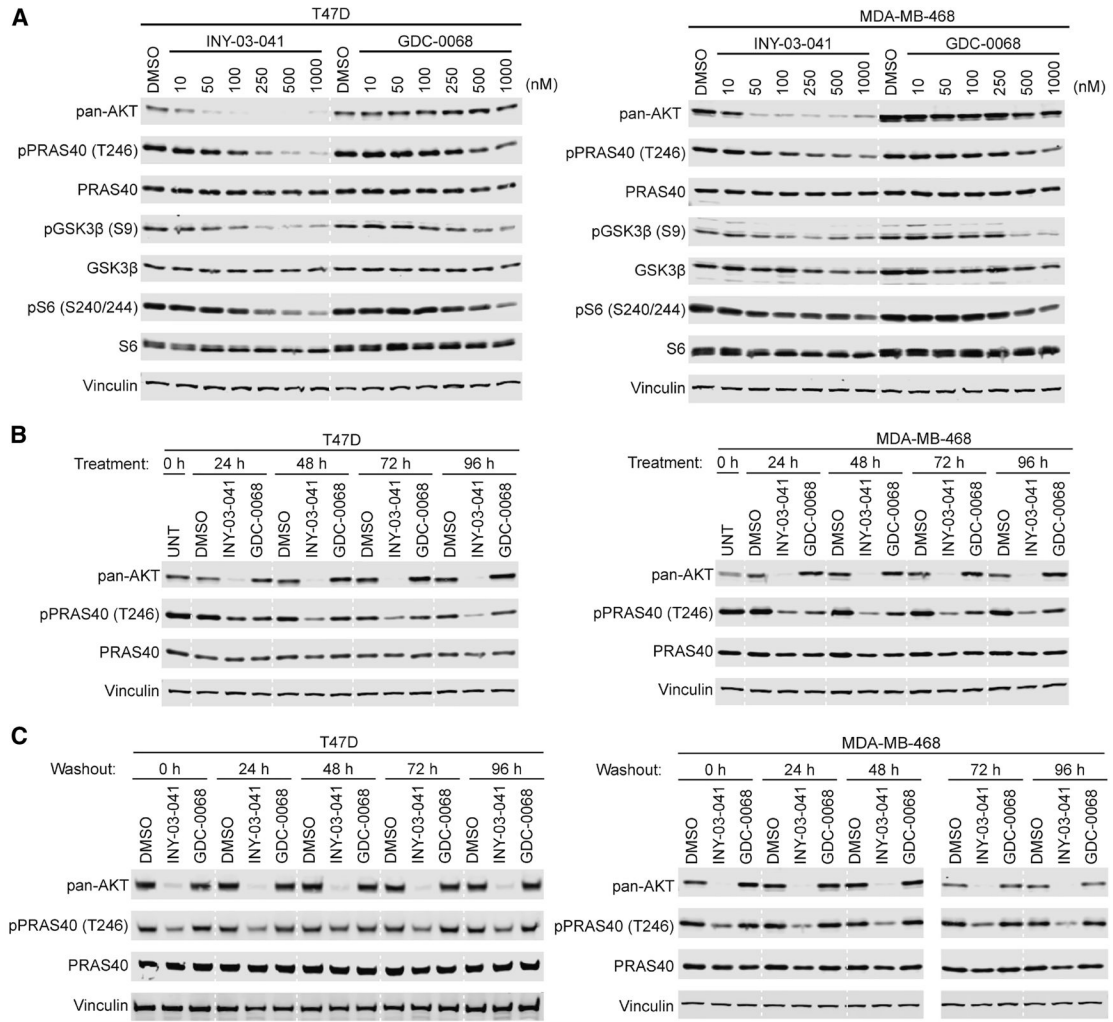 A
T47D
INY-03-041 GDC-0068
DMSO 10 50 100 250 500 1000 DMSO 10 50 100 250 500 1000 (nM)
pan-AKT
pPRAS40 (T246)
PRAS40
pGSK3β (S9)
GSK3β
pS6 (S240/244)
S6
Vinculin
MDA-MB-468
INY-03-041 GDC-0068
DMSO 10 50 100 250 500 1000 DMSO 10 50 100 250 500 1000 (nM)
pan-AKT
pPRAS40 (T246)
PRAS40
pGSK3β (S9)
GSK3β
pS6 (S240/244)
S6
Vinculin
B
T47D
Treatment: 0 h 24 h 48 h 72 h 96 h
UNT DMSO INY-03-041 GDC-0068 DMSO INY-03-041 GDC-0068 DMSO INY-03-041 GDC-0068 DMSO INY-03-041 GDC-0068
pan-AKT
pPRAS40 (T246)
PRAS40
Vinculin
MDA-MB-468
Treatment: 0 h 24 h 48 h 72 h 96 h
UNT DMSO INY-03-041 GDC-0068 DMSO INY-03-041 GDC-0068 DMSO INY-03-041 GDC-0068 DMSO INY-03-041 GDC-0068
pan-AKT
pPRAS40 (T246)
PRAS40
Vinculin
C
T47D
Washout: 0 h 24 h 48 h 72 h 96 h
DMSO INY-03-041 GDC-0068 DMSO INY-03-041 GDC-0068 DMSO INY-03-041 GDC-0068 DMSO INY-03-041 GDC-0068 DMSO INY-03-041 GDC-0068
pan-AKT
pPRAS40 (T246)
PRAS40
Vinculin
MDA-MB-468
Washout: 0 h 24 h 48 h 72 h 96 h
DMSO INY-03-041 GDC-0068 DMSO INY-03-041 GDC-0068 DMSO INY-03-041 GDC-0068 DMSO INY-03-041 GDC-0068 DMSO INY-03-041 GDC-0068
pan-AKT
pPRAS40 (T246)
PRAS40
Vinculin